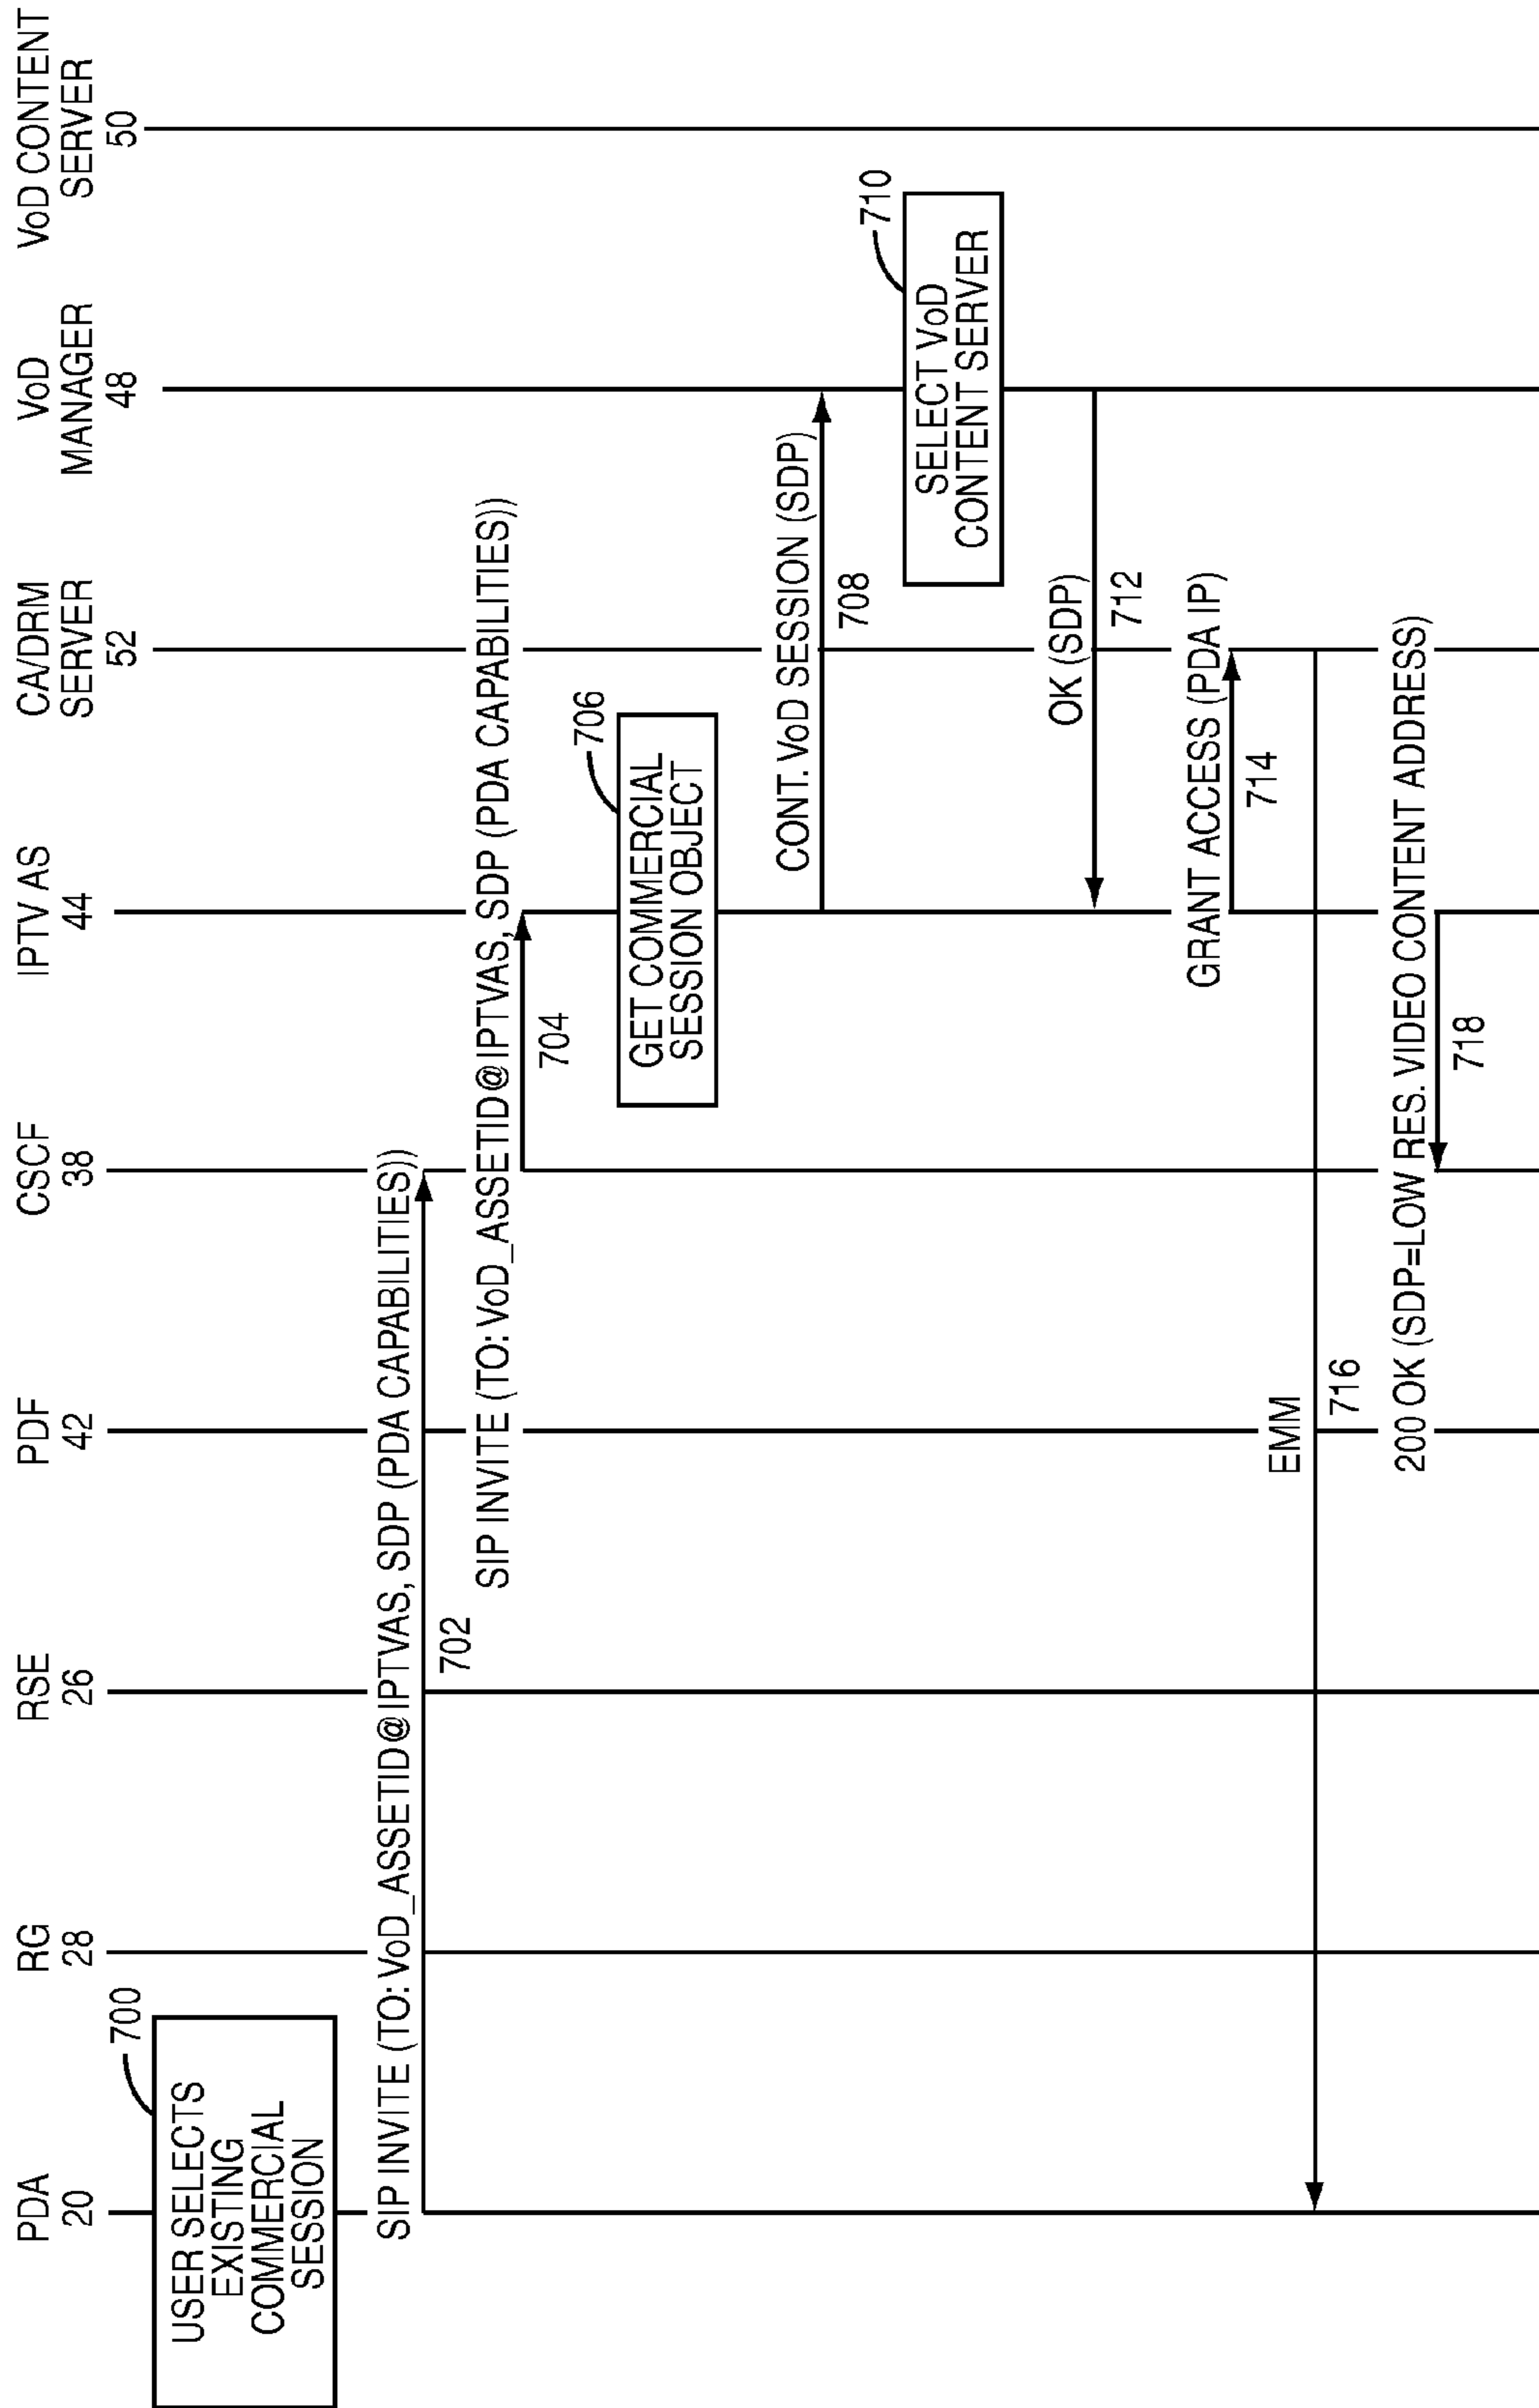 PDA
20
RG
28
RSE
26
PDF
42
CSCF
38
IPTV AS
44
CA/DRM
SERVER
52
VoD
MANAGER
48
VoD CONTENT
SERVER
50
700
USER SELECTS
EXISTING
COMMERCIAL
SESSION
SIP INVITE (TO: VoD_ASSETID@IPTVAS, SDP (PDA CAPABILITIES))
702
SIP INVITE (TO: VoD_ASSETID@IPTVAS, SDP (PDA CAPABILITIES))
704
706
GET COMMERCIAL
SESSION OBJECT
CONT. VoD SESSION (SDP)
708
710
SELECT VoD
CONTENT SERVER
OK (SDP)
712
GRANT ACCESS (PDA IP)
714
EMM
716
200 OK (SDP=LOW RES. VIDEO CONTENT ADDRESS)
718